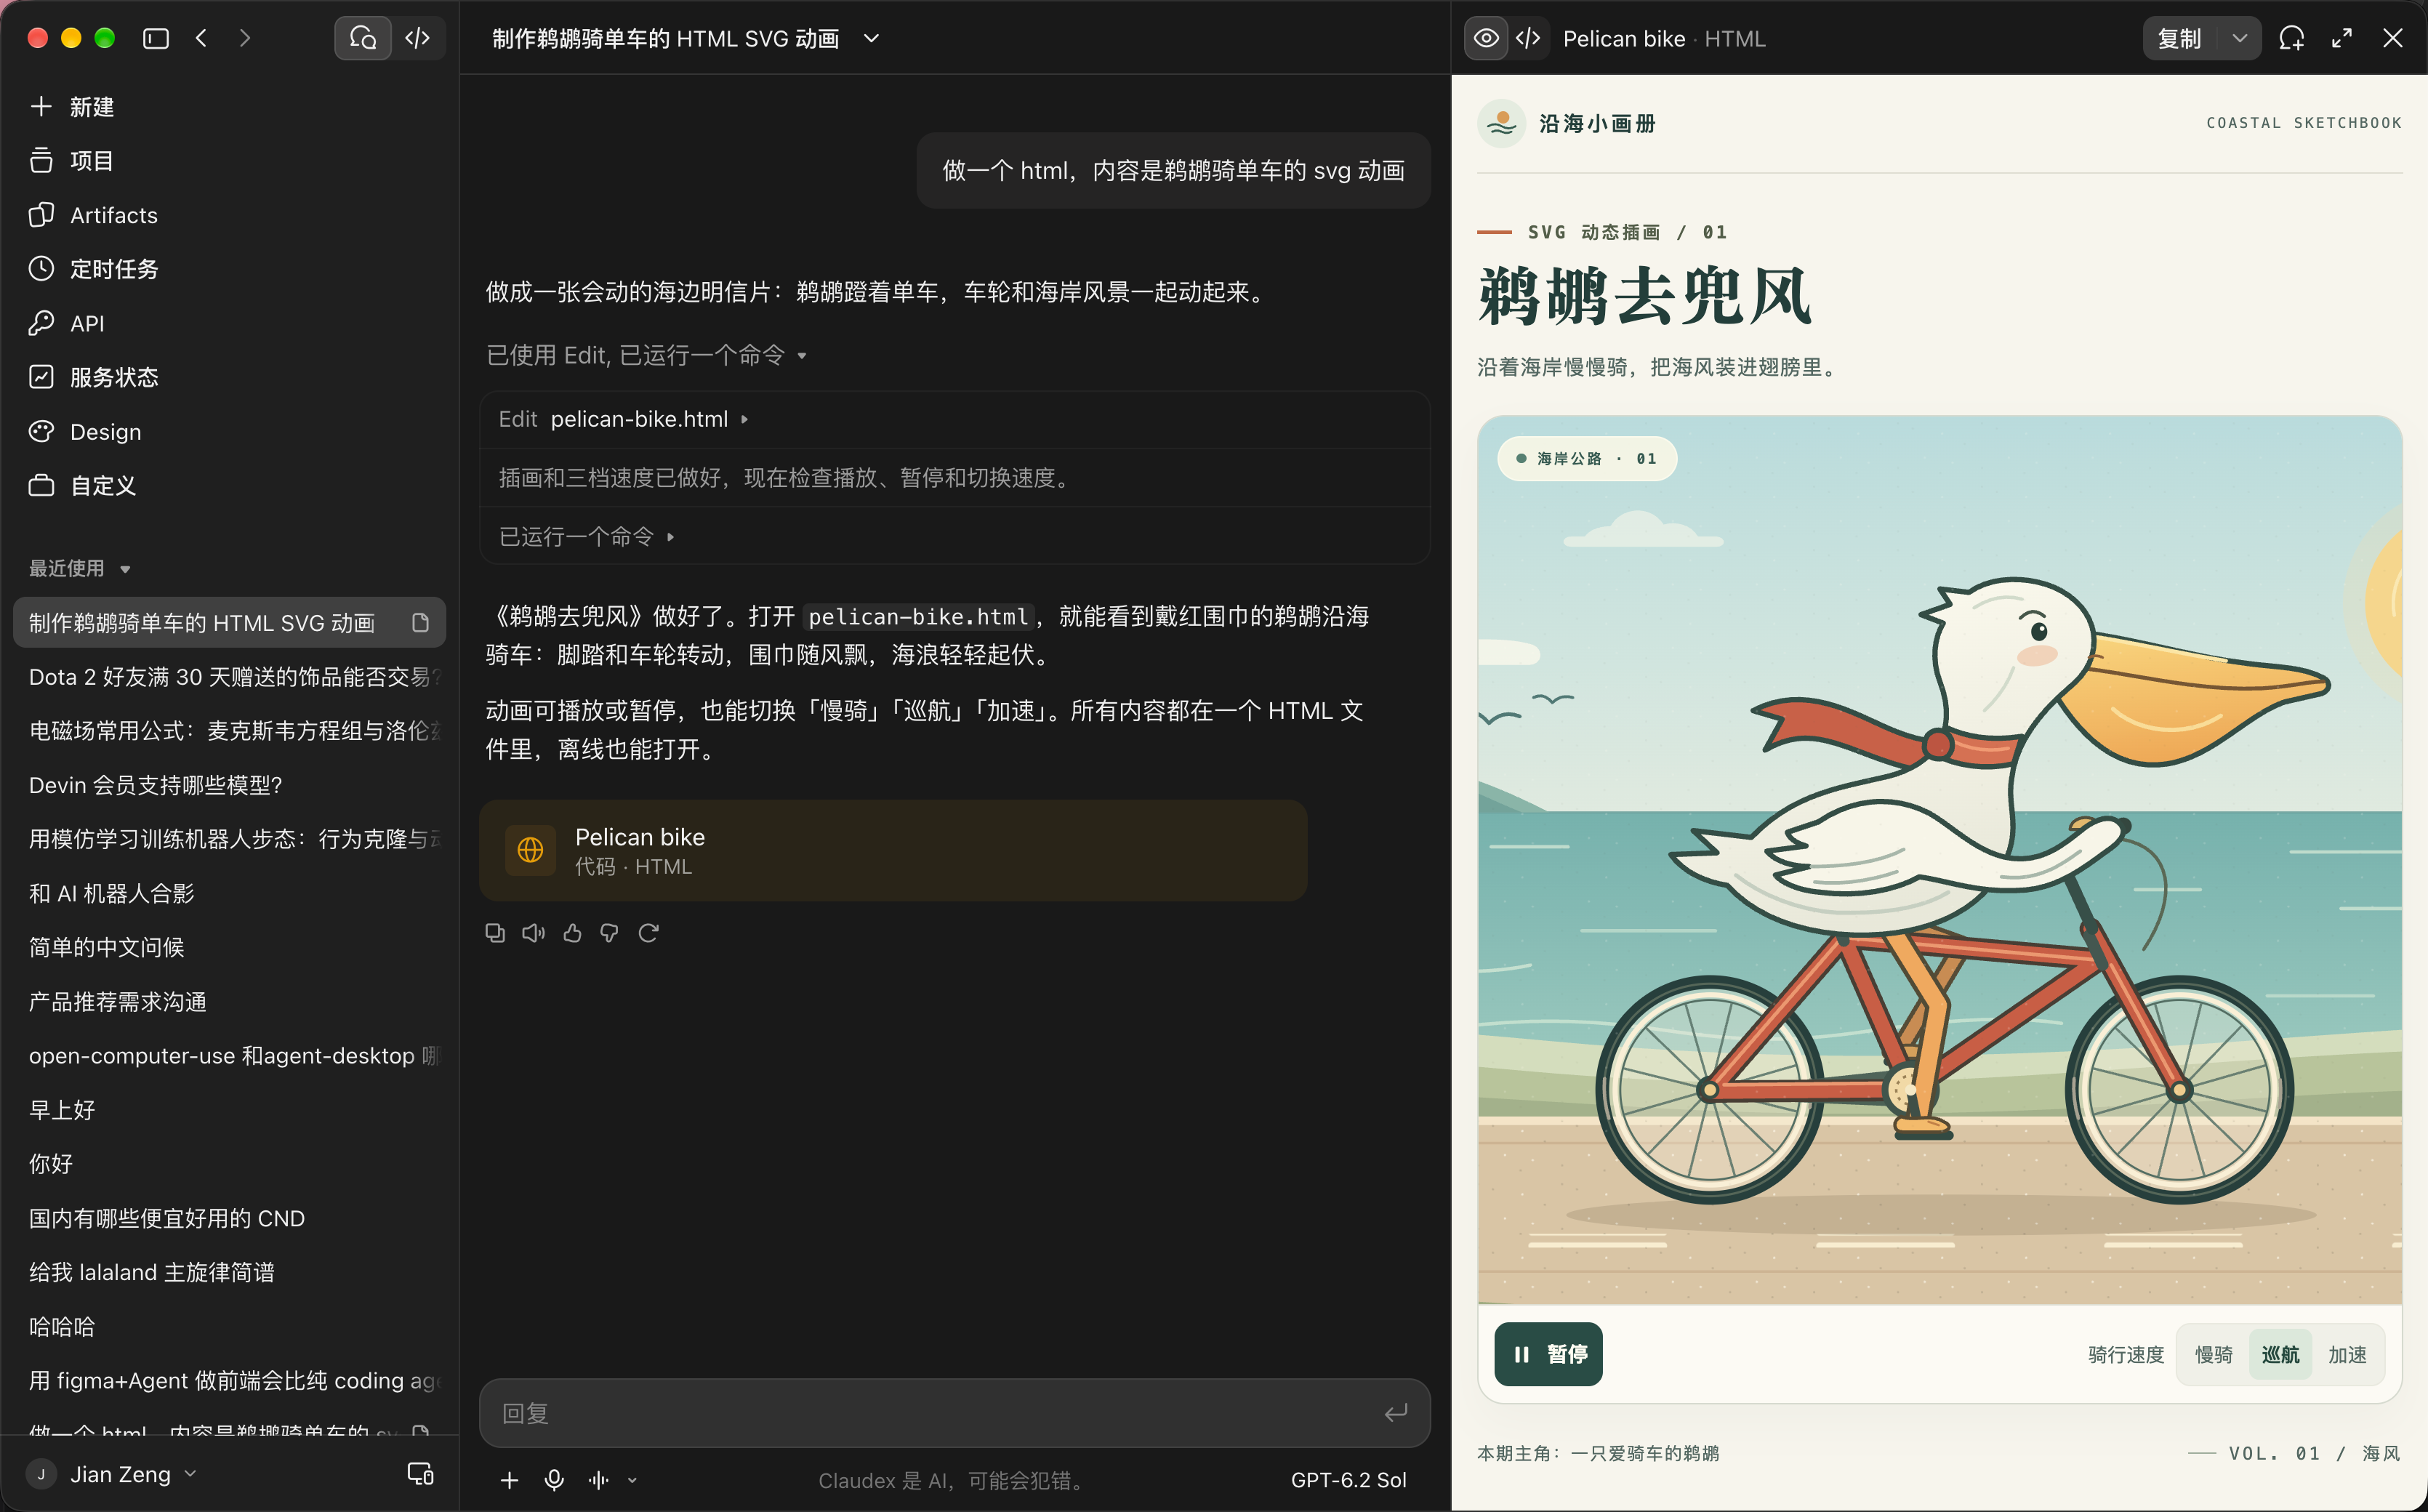 新建
项目
Artifacts
定时任务
API
服务状态
Design
自定义
最近使用
制作鹈鹕骑单车的 HTML SVG 动画
Dota 2 好友满 30 天赠送的饰品能否交易?
电磁场常用公式：麦克斯韦方程组与洛伦
Devin 会员支持哪些模型?
用模仿学习训练机器人步态：行为克隆与
和 AI 机器人合影
简单的中文问候
产品推荐需求沟通
open-computer-use 和agent-desktop 哪
早上好
你好
国内有哪些便宜好用的 CND
给我 lalaland 主旋律简谱
哈哈哈
用 figma+Agent 做前端会比纯 coding age
做一个 html，内容是鹈鹕骑单车的 sv
J Jian Zeng
制作鹈鹕骑单车的 HTML SVG 动画
做一个 html，内容是鹈鹕骑单车的 svg 动画
做成一张会动的海边明信片：鹈鹕蹬着单车，车轮和海岸风景一起动起来。
已使用 Edit, 已运行一个命令
Edit pelican-bike.html
插画和三档速度已做好，现在检查播放、暂停和切换速度。
已运行一个命令
《鹈鹕去兜风》做好了。打开 pelican-bike.html，就能看到戴红围巾的鹈鹕沿海
骑车：脚踏和车轮转动，围巾随风飘，海浪轻轻起伏。
动画可播放或暂停，也能切换「慢骑」「巡航」「加速」。所有内容都在一个 HTML 文
件里，离线也能打开。
Pelican bike
代码 · HTML
回复
Claudex 是 AI，可能会犯错。
GPT-6.2 Sol
Pelican bike · HTML
复制
沿海小画册
COASTAL SKETCHBOOK
SVG 动态插画 / 01
鹈鹕去兜风
沿着海岸慢慢骑，把海风装进翅膀里。
海岸公路 · 01
暂停
骑行速度 慢骑 巡航 加速
本期主角：一只爱骑车的鹈鹕
VOL. 01 / 海风